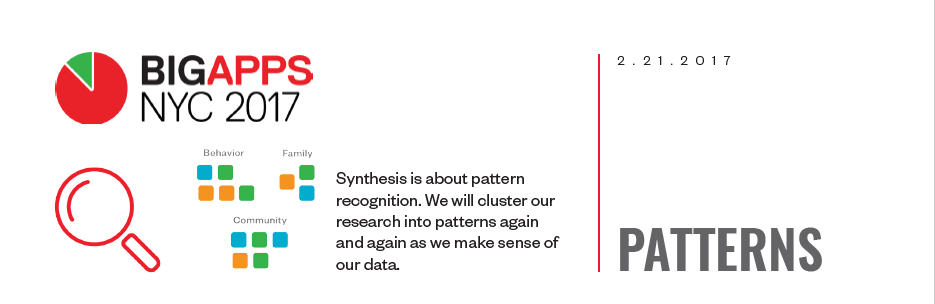 BIGAPPS
NYC 2017
Behavior
Family
Community
Synthesis is about pattern
recognition. We will cluster our
research into patterns again
and again as we make sense of
our data.
2.21.2017
PATTERNS